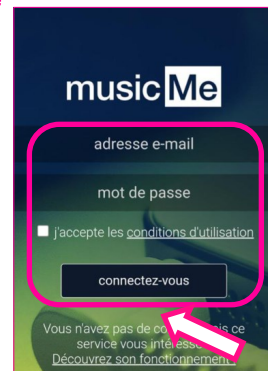 musicMe
adresse e-mail
mot de passe
j'accepte les conditions d'utilisation
connectez-vous
Vous n'avez pas de ce
service vous intéresse
Découvrez son fonctionnement